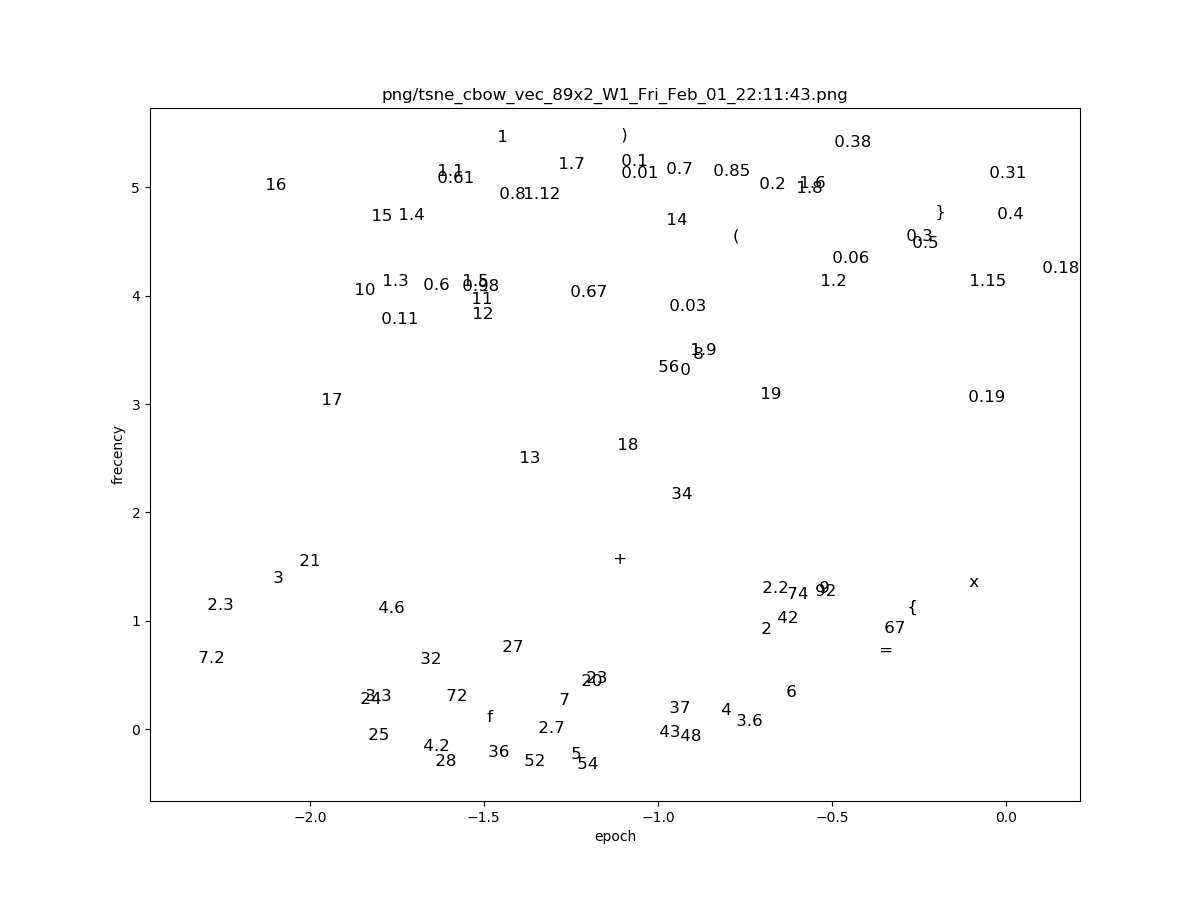 png/tsne_cbow_vec_89x2_W1_Fri_Feb_01_22:11:43.png
1 ) 0.38
1.7 0.1 0.7 0.85
1.1 0.61 0.01 0.31
16 0.8 1.12 0.2 1.6 1.8
5
15 1.4 14 } 0.4
( 0.3 0.5
0.06 0.18
1.3 0.6 1.5 0.98 1.2 1.15
10 0.67
4
11 0.03
0.11 12
1.9 8
56 0
17 19 0.19
3
18
13
34
2
21 +
3 2.2 9 x
74 92
2.3 4.6 {
42
1
2 67
27 =
7.2 32
23 20
24 3.3 72 7 6
37 4
f 3.6
2.7
0
25 43 48
4.2 36 5
28 52 54
−2.0 −1.5 −1.0 −0.5 0.0
epoch
frecency